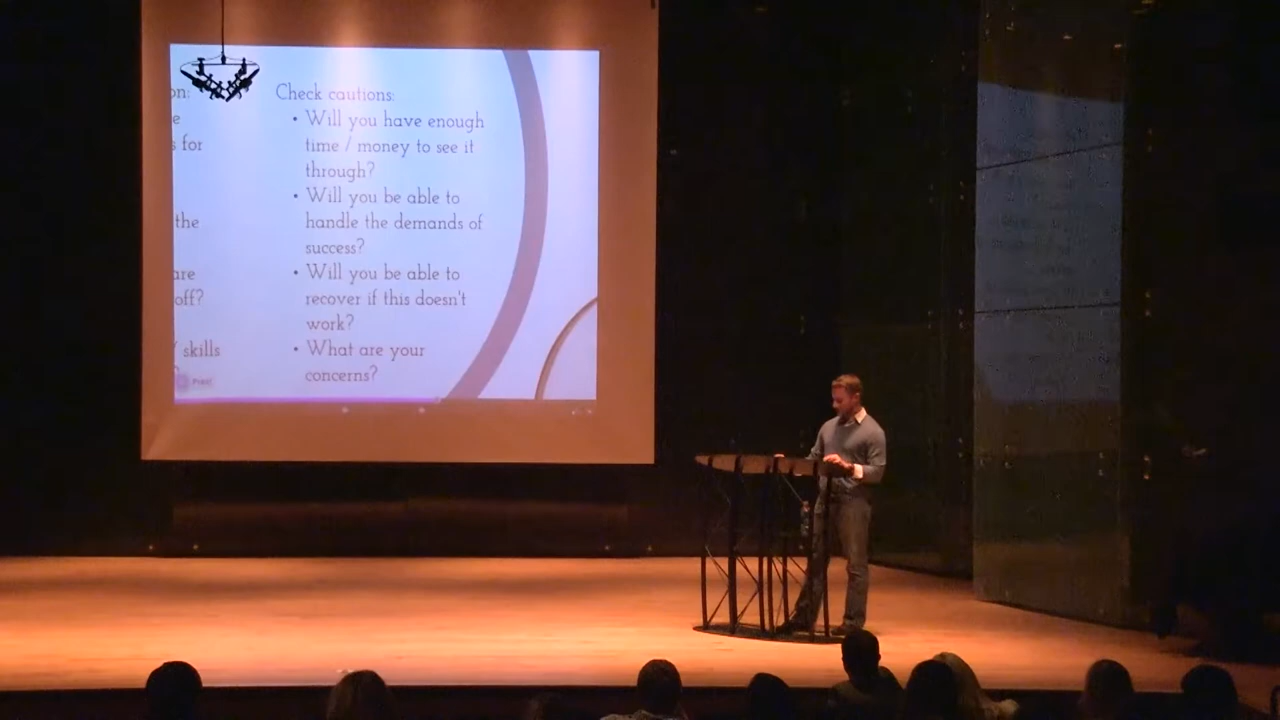 on:
e
s for
the
are
off?
/ skills
?
Prezi
Check cautions:
• Will you have enough
time / money to see it
through?
• Will you be able to
handle the demands of
success?
• Will you be able to
recover if this doesn't
work?
• What are your
concerns?